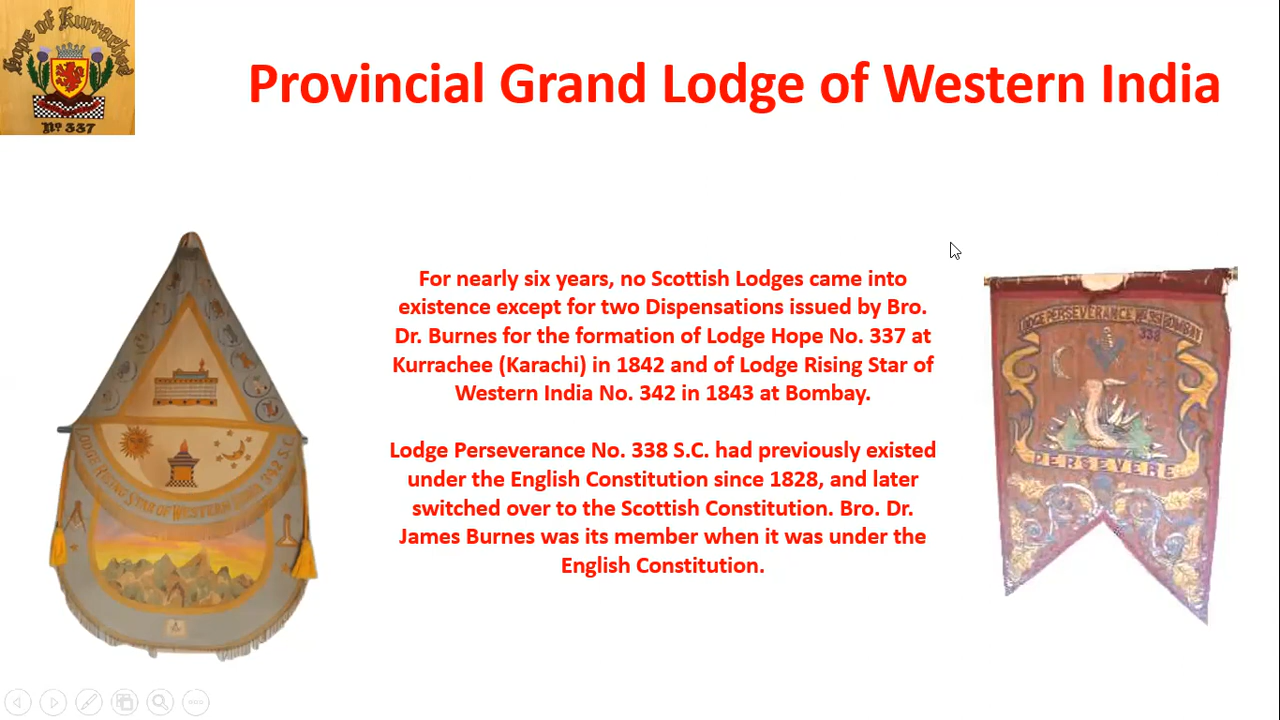 Hope of Kurrachee
No 337
Provincial Grand Lodge of Western India
For nearly six years, no Scottish Lodges came into
existence except for two Dispensations issued by Bro.
Dr. Burnes for the formation of Lodge Hope No. 337 at
Kurrachee (Karachi) in 1842 and of Lodge Rising Star of
Western India No. 342 in 1843 at Bombay.
Lodge Perseverance No. 338 S.C. had previously existed
under the English Constitution since 1828, and later
switched over to the Scottish Constitution. Bro. Dr.
James Burnes was its member when it was under the
English Constitution.
LODGE RISING STAR OF WESTERN INDIA 342 S.C.
LODGE PERSEVERANCE BOMBAY
338
PERSEVERE